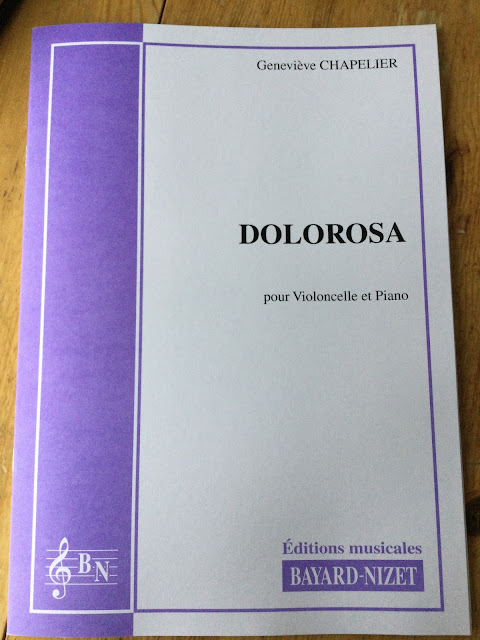 Geneviève CHAPELIER
DOLOROSA
pour Violoncelle et Piano
Éditions musicales
BAYARD-NIZET
BN